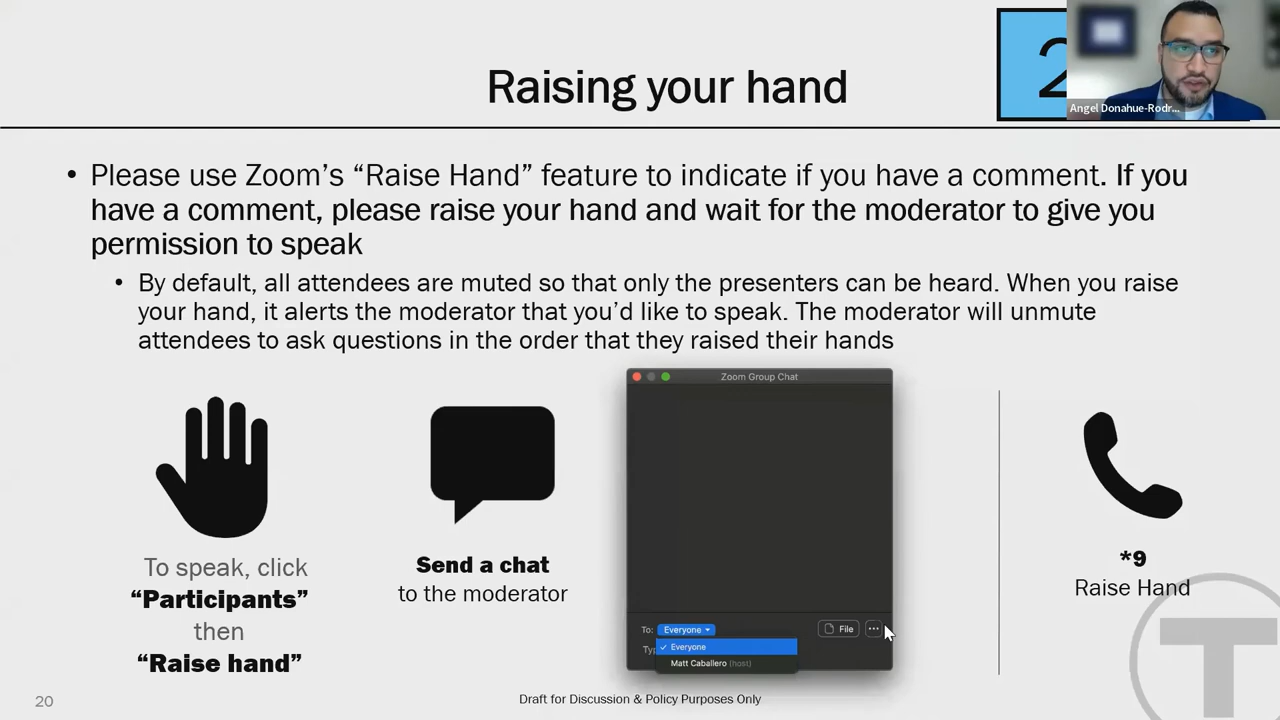 Raising your hand
2
Angel Donahue-Rodr...
• Please use Zoom’s “Raise Hand” feature to indicate if you have a comment. If you
have a comment, please raise your hand and wait for the moderator to give you
permission to speak
• By default, all attendees are muted so that only the presenters can be heard. When you raise
your hand, it alerts the moderator that you’d like to speak. The moderator will unmute
attendees to ask questions in the order that they raised their hands
To speak, click
“Participants”
then
“Raise hand”
Send a chat
to the moderator
Zoom Group Chat
To: Everyone
File
Everyone
Matt Caballero (host)
*9
Raise Hand
T
20
Draft for Discussion & Policy Purposes Only